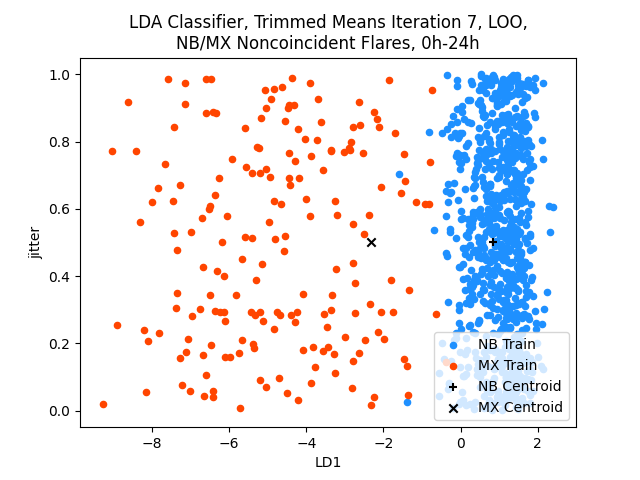 LDA Classifier, Trimmed Means Iteration 7, LOO,
NB/MX Noncoincident Flares, 0h-24h
1.0
0.8
0.6
0.4
0.2
0.0
jitter
NB Train
MX Train
NB Centroid
MX Centroid
−8
−6
−4
−2
0
2
LD1